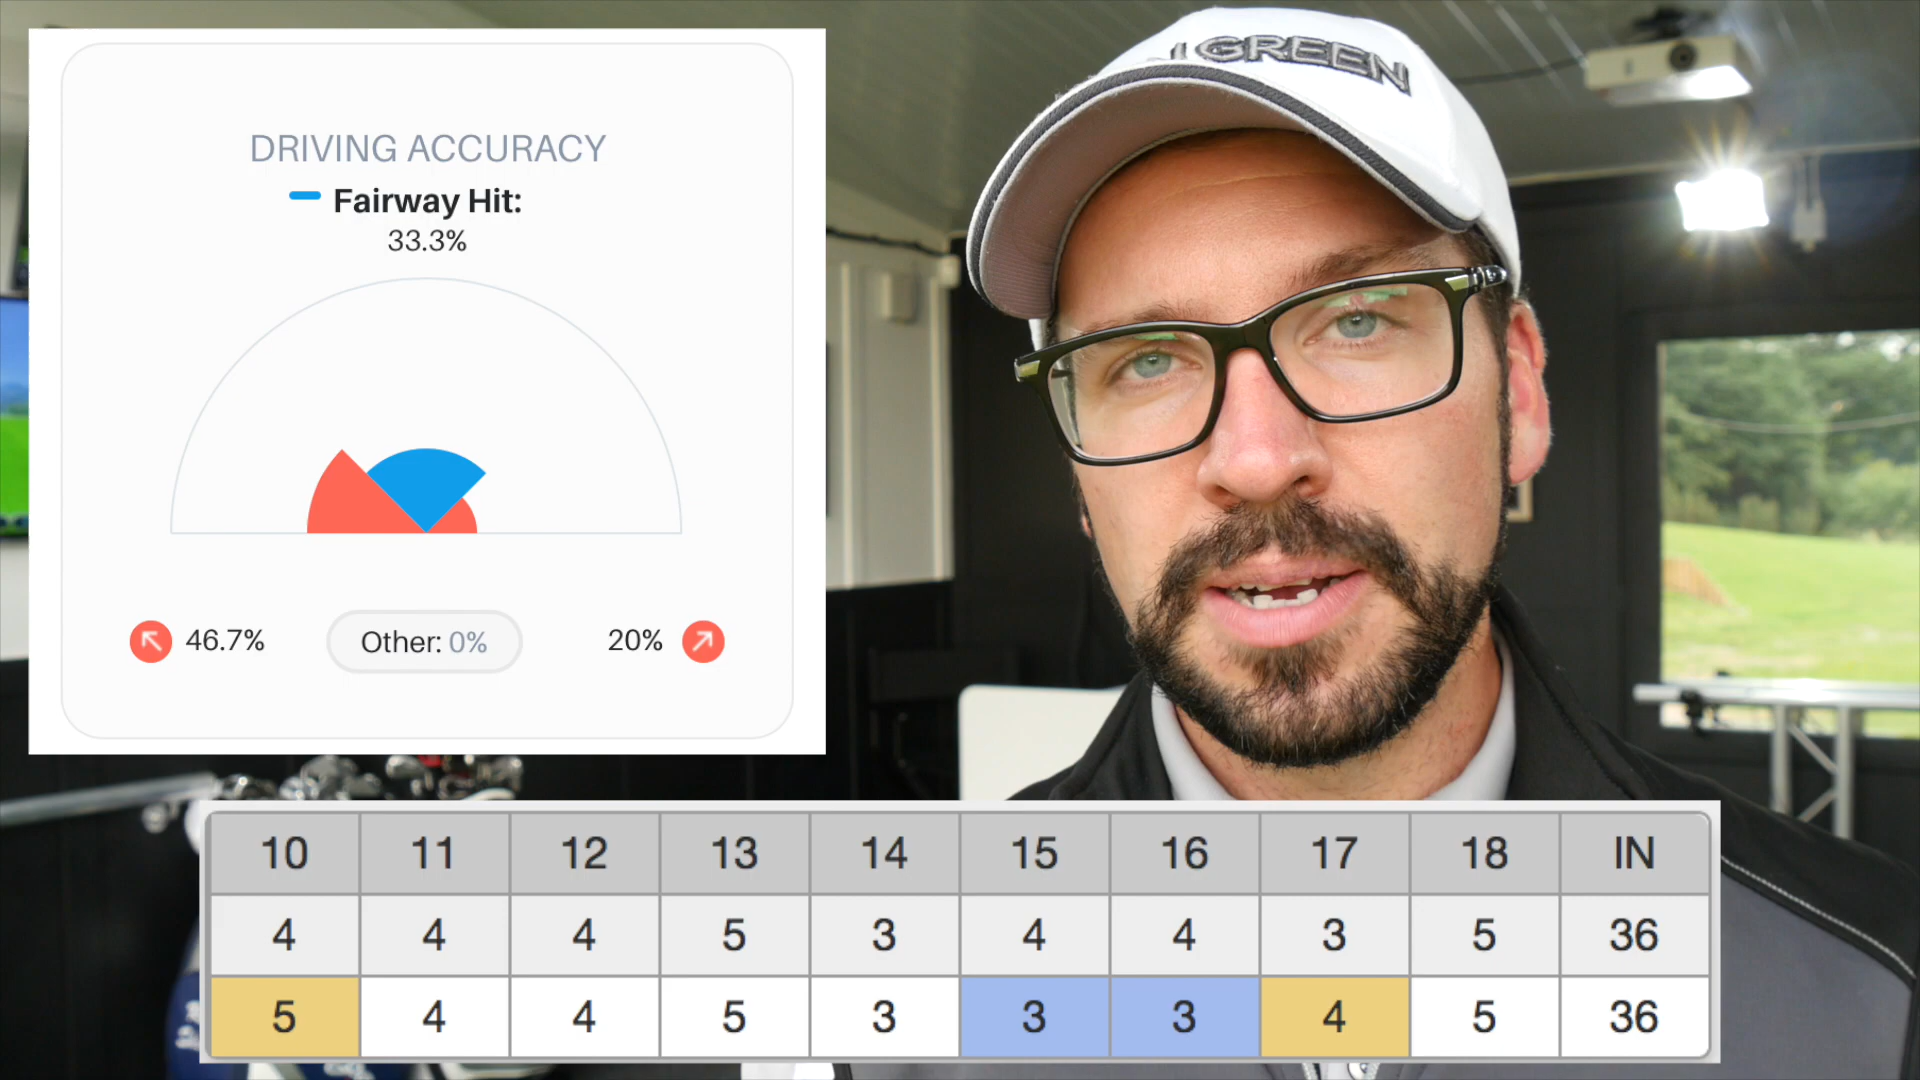 GREEN
DRIVING ACCURACY
Fairway Hit:
33.3%
46.7%
Other: 0%
20%
10 11 12 13 14 15 16 17 18 IN
4 4 4 5 3 4 4 3 5 36
5 4 4 5 3 3 3 4 5 36